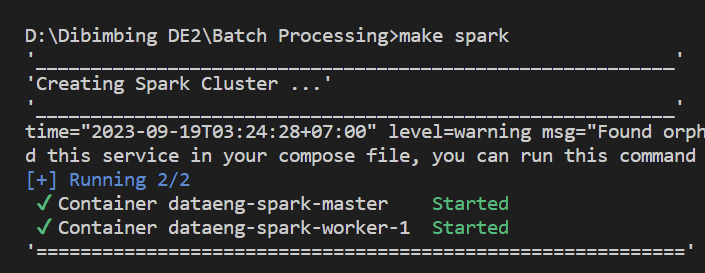 D:\Dibimbing DE2\Batch Processing>make spark
'__________________________________________________________'
'Creating Spark Cluster ...'
'__________________________________________________________'
time="2023-09-19T03:24:28+07:00" level=warning msg="Found orph
d this service in your compose file, you can run this command
[+] Running 2/2
✓ Container dataeng-spark-master    Started
✓ Container dataeng-spark-worker-1  Started
'==========================================================='